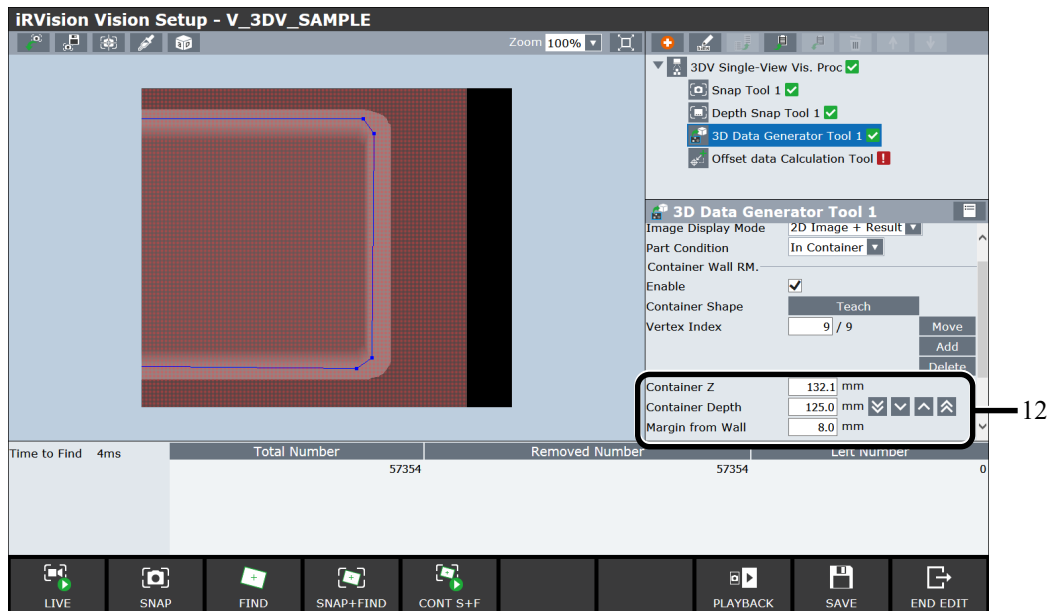 iRVision Vision Setup - V_3DV_SAMPLE
Zoom 100%
3DV Single-View Vis. Proc
Snap Tool 1
Depth Snap Tool 1
3D Data Generator Tool 1
Offset data Calculation Tool
3D Data Generator Tool 1
Image Display Mode 2D Image + Result
Part Condition In Container
Container Wall RM.
Enable
Container Shape Teach
Vertex Index 9 / 9 Move
Add
Delete
Container Z 132.1 mm
Container Depth 125.0 mm
Margin from Wall 8.0 mm
12
Time to Find 4ms Total Number Removed Number Left Number
57354 57354 0
LIVE SNAP FIND SNAP+FIND CONT S+F PLAYBACK SAVE END EDIT